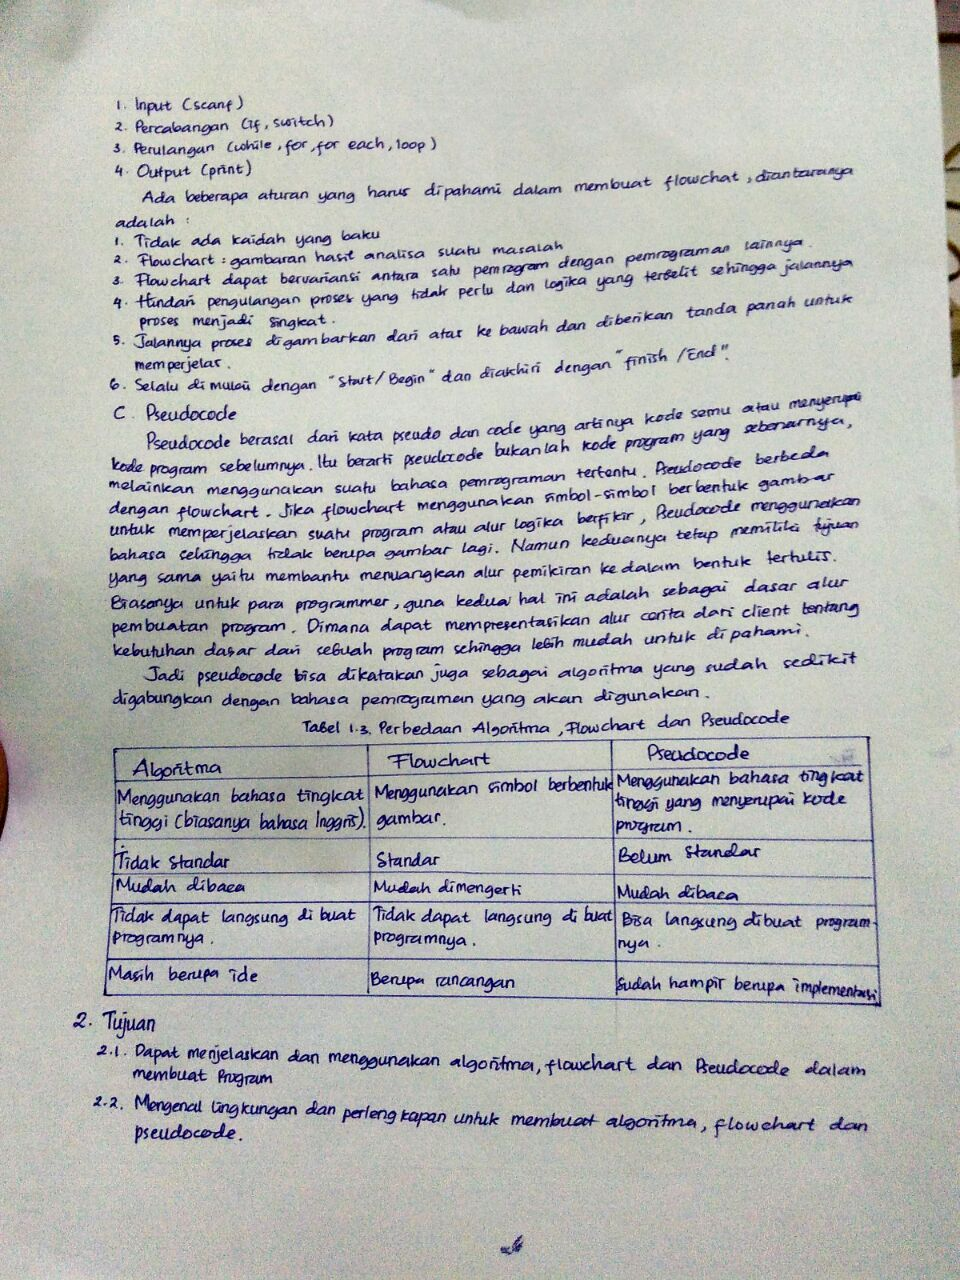 1. Input (scanf)
2. Percabangan (if, switch)
3. Perulangan (while, for, for each, loop)
4. Output (print)
Ada beberapa aturan yang harus dipahami dalam membuat flowchat, diantaranya
adalah :
1. Tidak ada kaidah yang baku
2. Flowchart : gambaran hasil analisa suatu masalah
3. Flowchart dapat bervariansi antara satu pemrogram dengan pemrograman lainnya.
4. Hindari pengulangan proses yang tidak perlu dan logika yang terbelit sehingga jalannya
proses menjadi singkat.
5. Jalannya proses digambarkan dari atas ke bawah dan diberikan tanda panah untuk
memperjelas.
6. Selalu di mulai dengan "Start/Begin" dan diakhiri dengan "finish/End".
C. Pseudocode
Pseudocode berasal dari kata pseudo dan code yang artinya kode semu atau menyerupai
kode program sebelumnya. Itu berarti pseudocode bukanlah kode program yang sebenarnya,
melainkan menggunakan suatu bahasa pemrograman tertentu. Pseudocode berbeda
dengan flowchart. Jika flowchart menggunakan simbol-simbol berbentuk gambar
untuk memperjelaskan suatu program atau alur logika berfikir, Pseudocode menggunakan
bahasa sehingga tidak berupa gambar lagi. Namun keduanya tetap memiliki tujuan
yang sama yaitu membantu menuangkan alur pemikiran ke dalam bentuk tertulis.
Biasanya untuk para programmer, guna kedua hal ini adalah sebagai dasar alur
pembuatan program. Dimana dapat mempresentasikan alur cerita dari client tentang
kebutuhan dasar dari sebuah program sehingga lebih mudah untuk di pahami.
Jadi pseudocode bisa dikatakan juga sebagai algoritma yang sudah sedikit
digabungkan dengan bahasa pemrograman yang akan digunakan.
Tabel 1.3. Perbedaan Algoritma, Flowchart dan Pseudocode
Algoritma Flowchart Pseudocode
Menggunakan bahasa tingkat Menggunakan simbol berbentuk Menggunakan bahasa tingkat
tinggi (biasanya bahasa Inggris). gambar. tinggi yang menyerupai kode
program.
Tidak Standar Standar Belum Standar
Mudah dibaca Mudah dimengerti Mudah dibaca
Tidak dapat langsung di buat Tidak dapat langsung di buat Bisa langsung dibuat program-
programnya. programnya. nya.
Masih berupa ide Berupa rancangan Sudah hampir berupa implementasi
2. Tujuan
2.1. Dapat menjelaskan dan menggunakan algoritma, flowchart dan Pseudocode dalam
membuat Program
2.2. Mengenal lingkungan dan perlengkapan untuk membuat algoritma, flowchart dan
pseudocode.